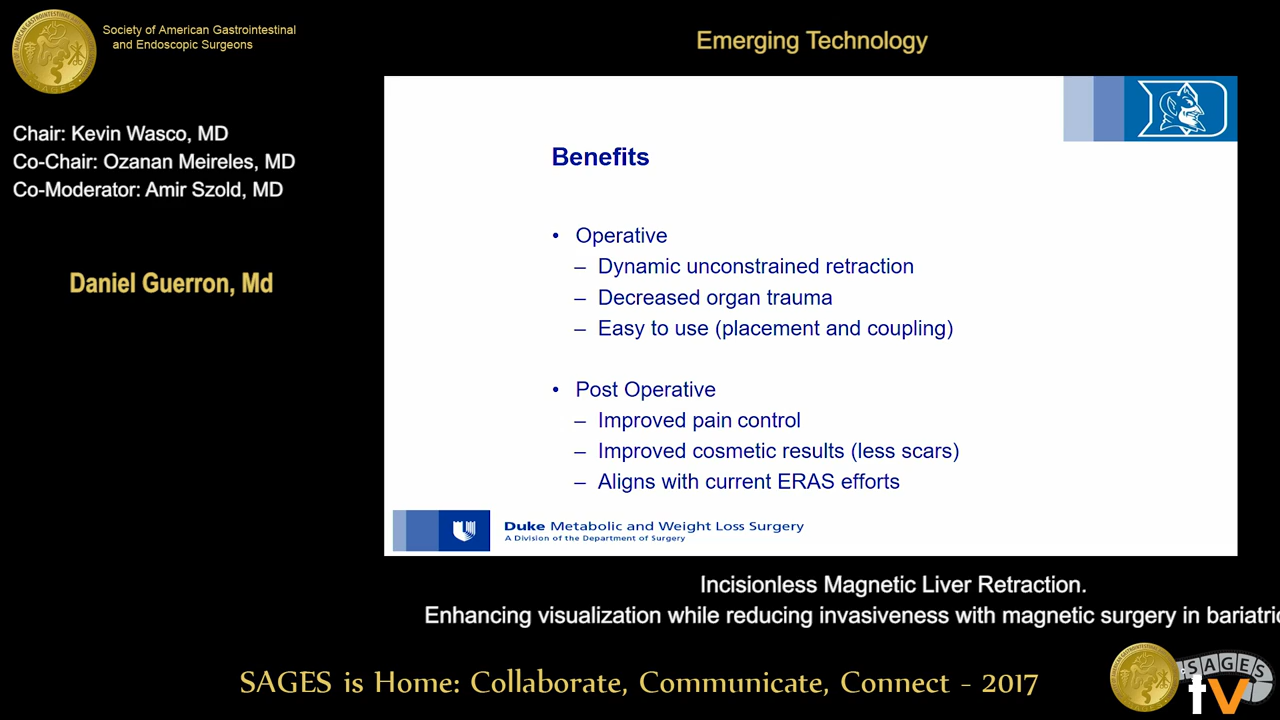 Society of American Gastrointestinal
and Endoscopic Surgeons
Emerging Technology
Chair: Kevin Wasco, MD
Co-Chair: Ozanan Meireles, MD
Co-Moderator: Amir Szold, MD
Daniel Guerron, Md
Benefits
• Operative
– Dynamic unconstrained retraction
– Decreased organ trauma
– Easy to use (placement and coupling)
• Post Operative
– Improved pain control
– Improved cosmetic results (less scars)
– Aligns with current ERAS efforts
Duke Metabolic and Weight Loss Surgery
A Division of the Department of Surgery
Incisionless Magnetic Liver Retraction.
Enhancing visualization while reducing invasiveness with magnetic surgery in bariatric
SAGES is Home: Collaborate, Communicate, Connect - 2017
SAGES
tv